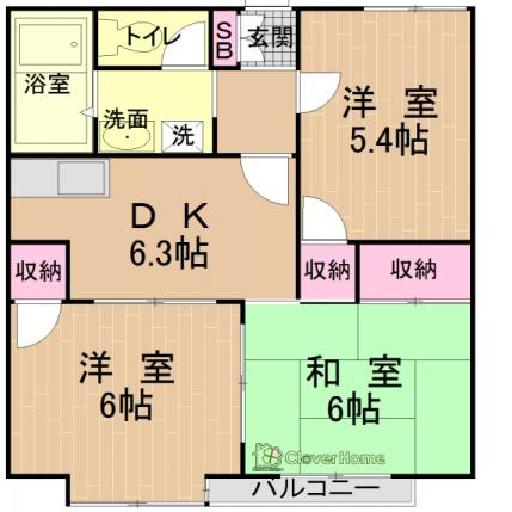 トイレ
SB
玄関
浴室
洗面
洗
洋室
5.4帖
DK
6.3帖
収納
収納
収納
洋室
6帖
和室
6帖
CloverHome
バルコニー